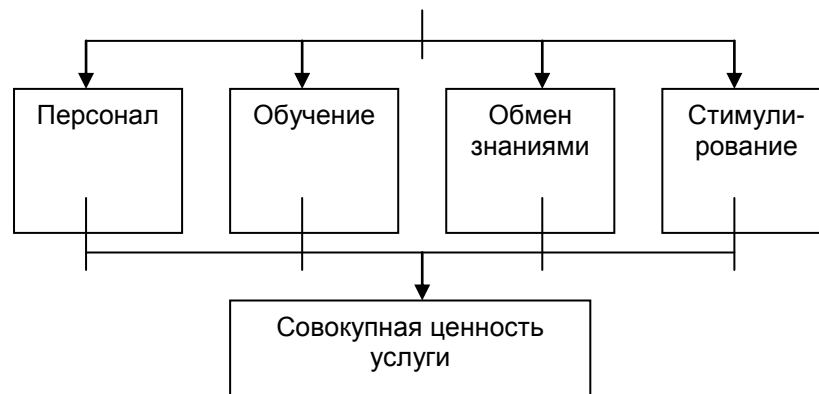 Персонал
Обучение
Обмен
знаниями
Стимули-
рование
Совокупная ценность
услуги